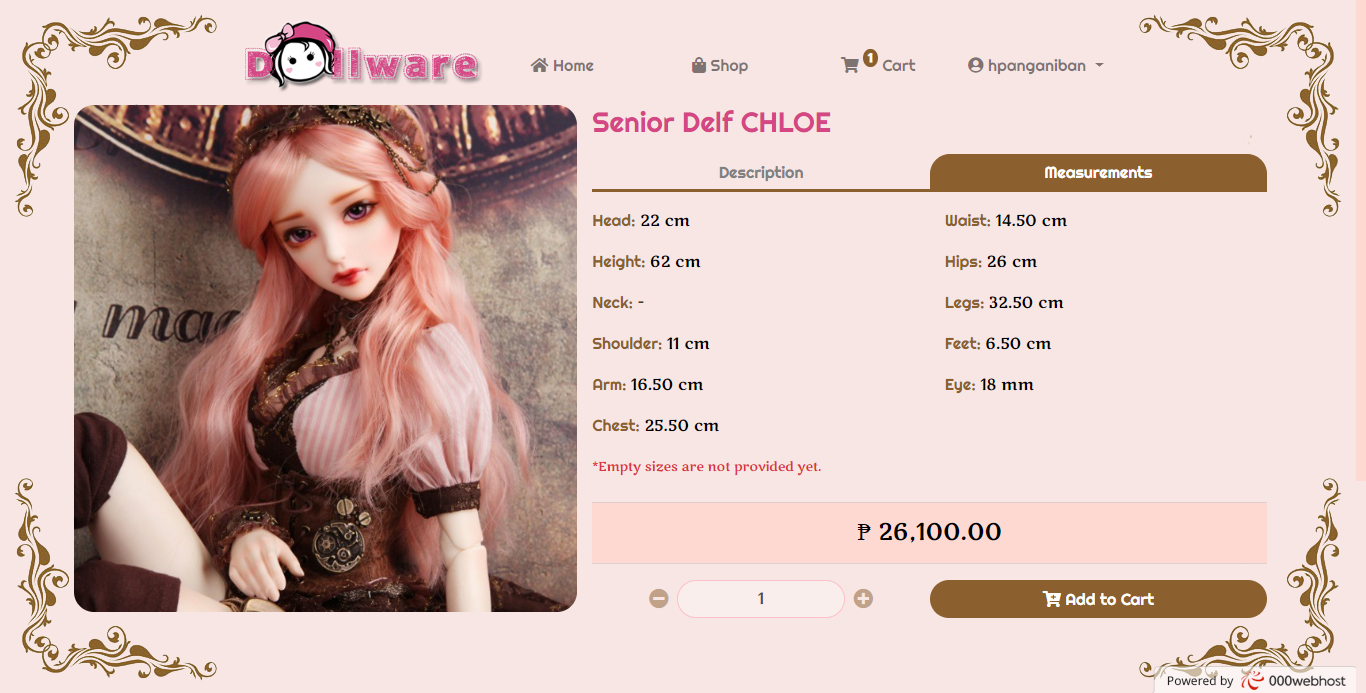 Dollware
Home
Shop
1
Cart
hpanganiban
Senior Delf CHLOE
Description
Measurements
Head: 22 cm
Waist: 14.50 cm
Height: 62 cm
Hips: 26 cm
Neck: -
Legs: 32.50 cm
Shoulder: 11 cm
Feet: 6.50 cm
Arm: 16.50 cm
Eye: 18 mm
Chest: 25.50 cm
*Empty sizes are not provided yet.
₱ 26,100.00
1
Add to Cart
Powered by 000webhost